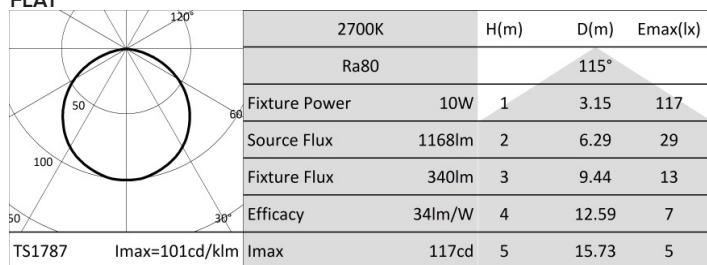 FLAT
120°
2700K H(m) D(m) Emax(lx)
Ra80 115°
50 60 Fixture Power 10W 1 3.15 117
Source Flux 1168lm 2 6.29 29
100 Fixture Flux 340lm 3 9.44 13
50 30° Efficacy 34lm/W 4 12.59 7
TS1787 Imax=101cd/klm Imax 117cd 5 15.73 5